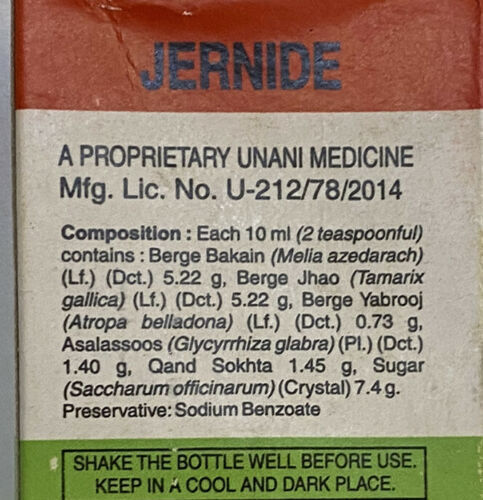 JERNIDE
A PROPRIETARY UNANI MEDICINE
Mfg. Lic. No. U-212/78/2014
Composition : Each 10 ml (2 teaspoonful)
contains : Berge Bakain (Melia azedarach)
(Lf.) (Dct.) 5.22 g, Berge Jhao (Tamarix
gallica) (Lf.) (Dct.) 5.22 g, Berge Yabrooj
(Atropa belladona) (Lf.) (Dct.) 0.73 g,
Asalassoos (Glycyrrhiza glabra) (Pl.) (Dct.)
1.40 g, Qand Sokhta 1.45 g, Sugar
(Saccharum officinarum) (Crystal) 7.4 g.
Preservative: Sodium Benzoate
SHAKE THE BOTTLE WELL BEFORE USE.
KEEP IN A COOL AND DARK PLACE.